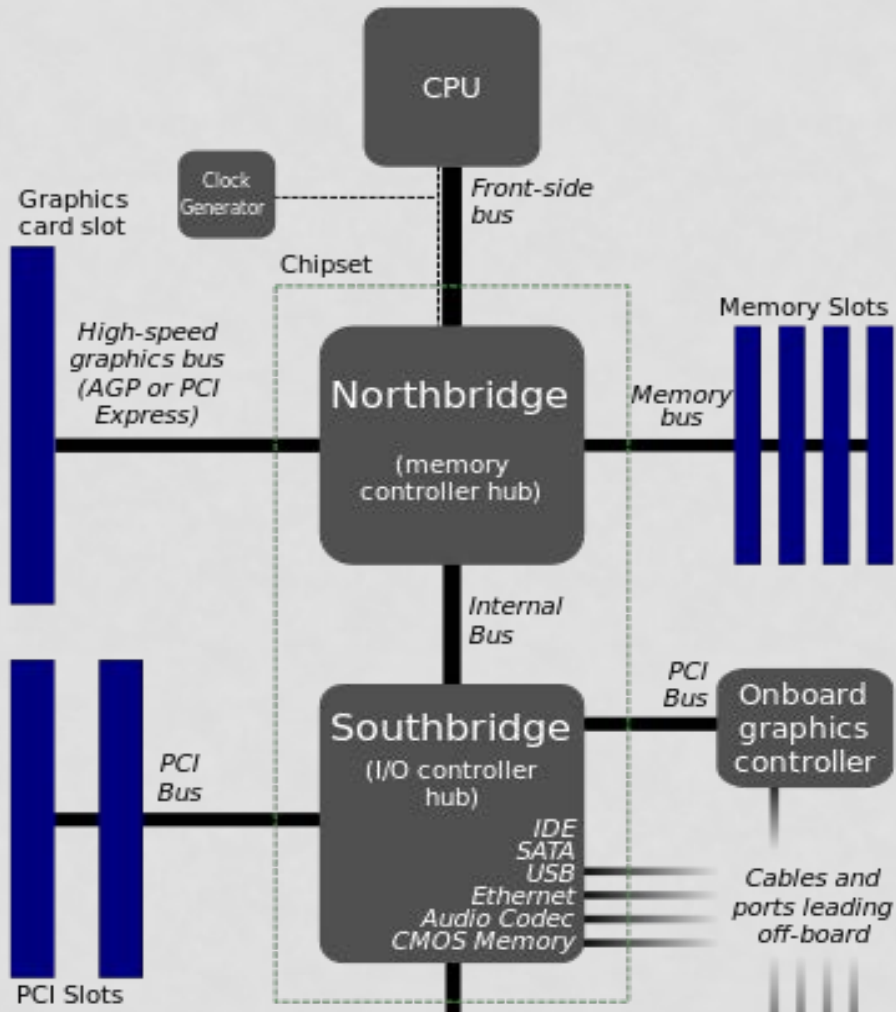 CPU
Clock
Generator
Front-side
bus
Graphics
card slot
Chipset
High-speed
graphics bus
(AGP or PCI
Express)
Northbridge
(memory
controller hub)
Memory
bus
Memory Slots
Internal
Bus
PCI
Bus
Onboard
graphics
controller
Southbridge
(I/O controller
hub)
PCI
Bus
IDE
SATA
USB
Ethernet
Audio Codec
CMOS Memory
Cables and
ports leading
off-board
PCI Slots